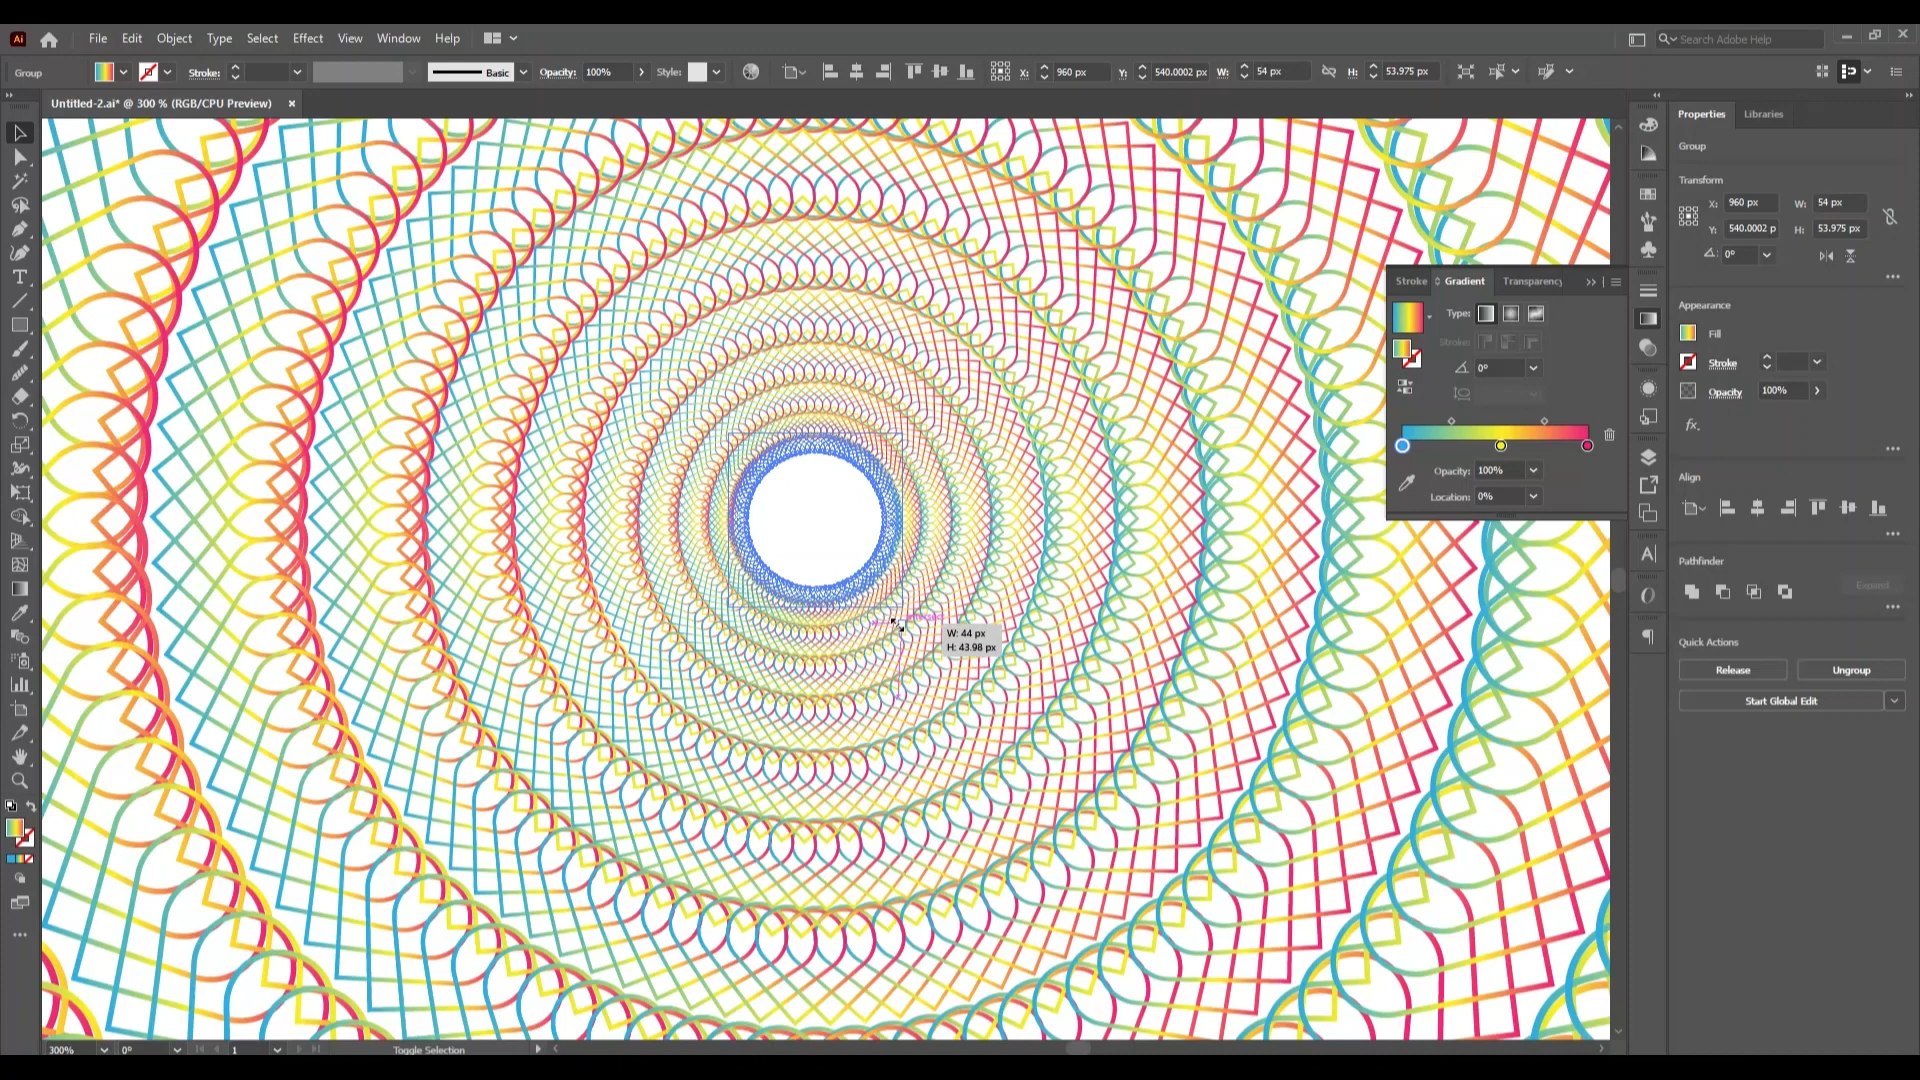 Ai File Edit Object Type Select Effect View Window Help Search Adobe Help
Group Stroke: Basic Opacity: 100% Style: X: 960 px Y: 540.0002 px W: 54 px H: 53.975 px
Untitled-2.ai* @ 300 % (RGB/CPU Preview) ×
Properties Libraries
Group
Transform
X: 960 px W: 54 px
Y: 540.0002 p H: 53.975 px
0°
Appearance
Fill
Stroke
Opacity 100%
fx.
Align
Pathfinder
Expand
Quick Actions
Release Ungroup
Start Global Edit
Stroke Gradient Transparency
Type:
Stroke:
0°
Opacity: 100%
Location: 0%
W: 44 px
H: 43.98 px
300% 0° 1 Toggle Selection